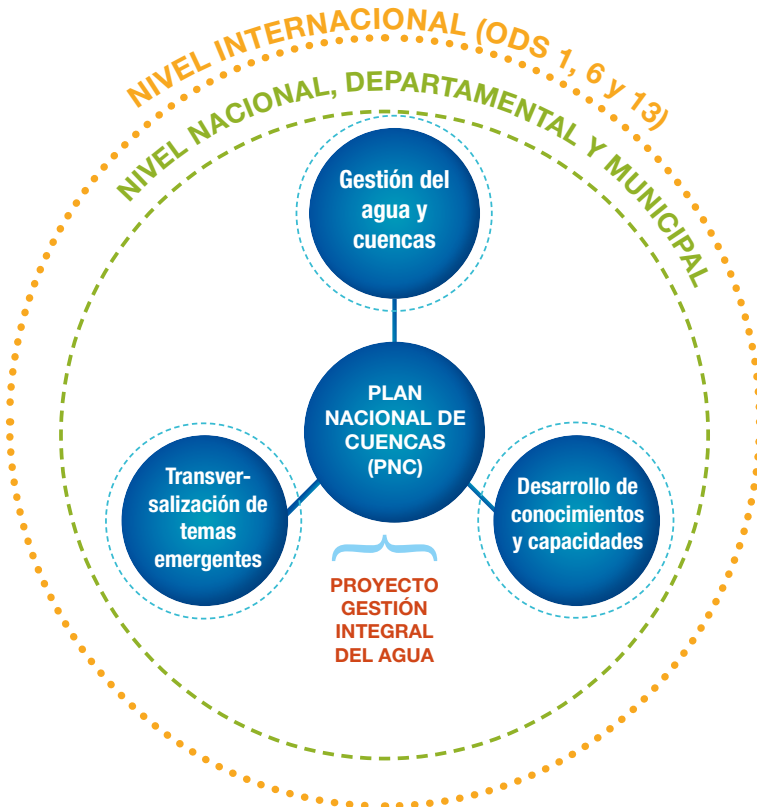 NIVEL INTERNACIONAL (ODS 1, 6 y 13)
NIVEL NACIONAL, DEPARTAMENTAL Y MUNICIPAL
Gestión del
agua y
cuencas
PLAN
NACIONAL DE
CUENCAS
(PNC)
Transver-
salización de
temas
emergentes
Desarrollo de
conocimientos
y capacidades
PROYECTO
GESTIÓN
INTEGRAL
DEL AGUA